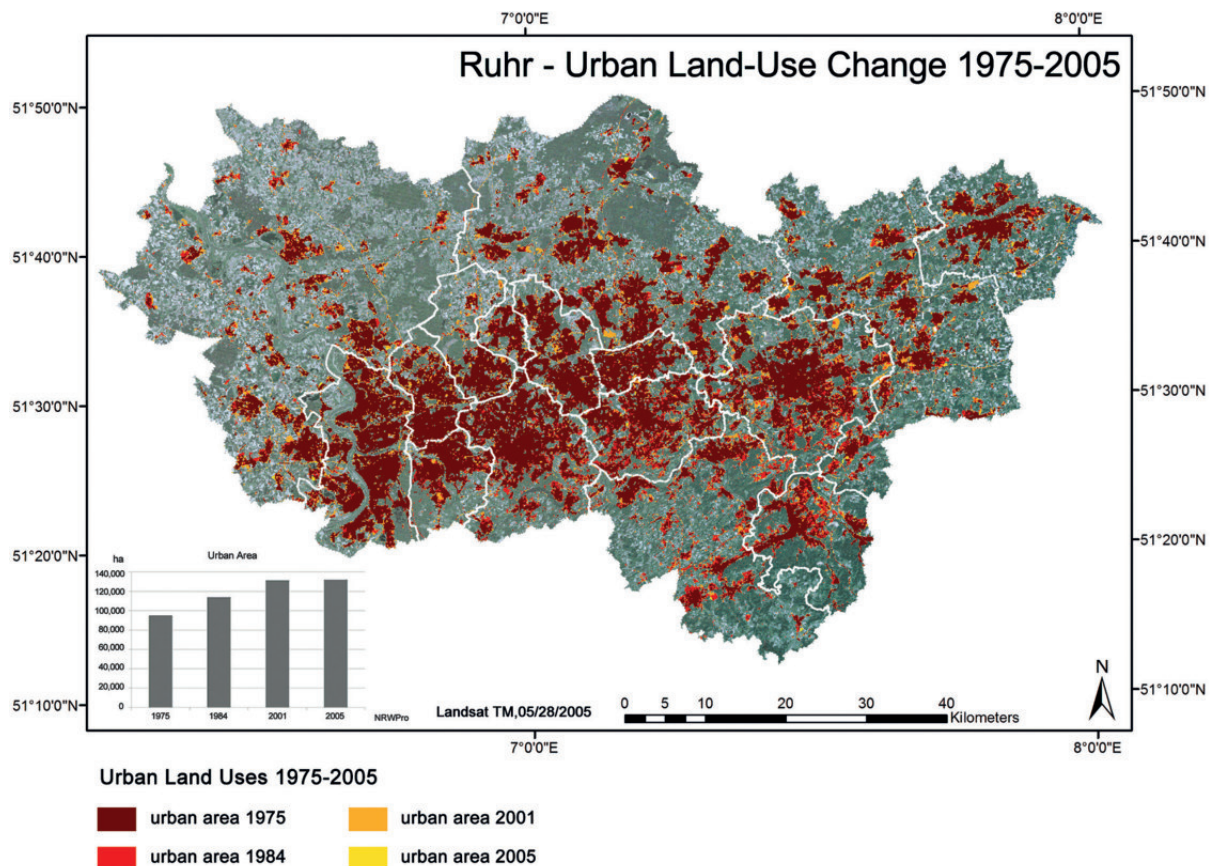 7°0'0"E 8°0'0"E
Ruhr - Urban Land-Use Change 1975-2005
51°50'0"N 51°50'0"N
51°40'0"N 51°40'0"N
51°30'0"N 51°30'0"N
51°20'0"N 51°20'0"N
51°10'0"N 51°10'0"N
Urban Area
ha
140,000
120,000
100,000
80,000
60,000
40,000
20,000
0
1975 1984 2001 2005 NRWPro
Landsat TM,05/28/2005
0 5 10 20 30 40
Kilometers
N
7°0'0"E 8°0'0"E
Urban Land Uses 1975-2005
urban area 1975 urban area 2001
urban area 1984 urban area 2005